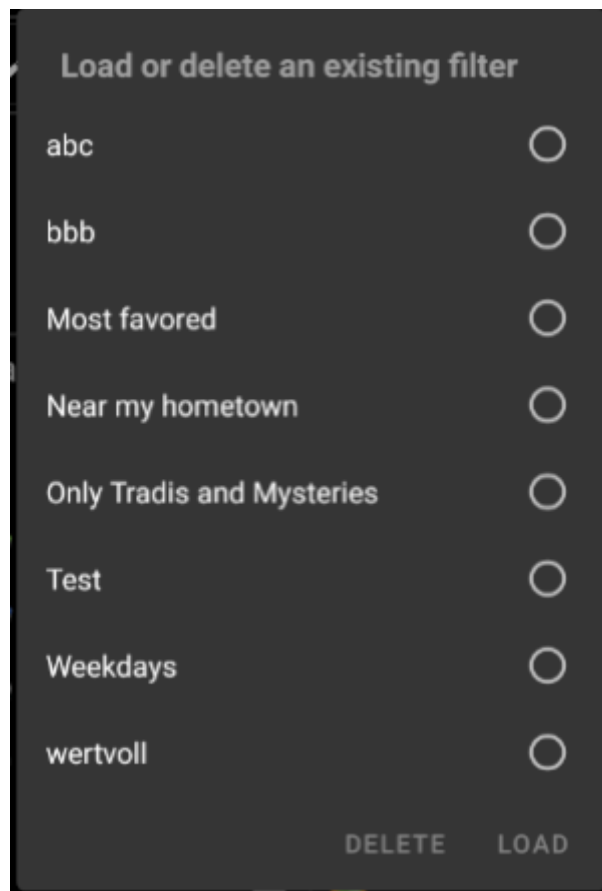 Load or delete an existing filter
abc
bbb
Most favored
Near my hometown
Only Tradis and Mysteries
Test
Weekdays
wertvoll
DELETE LOAD